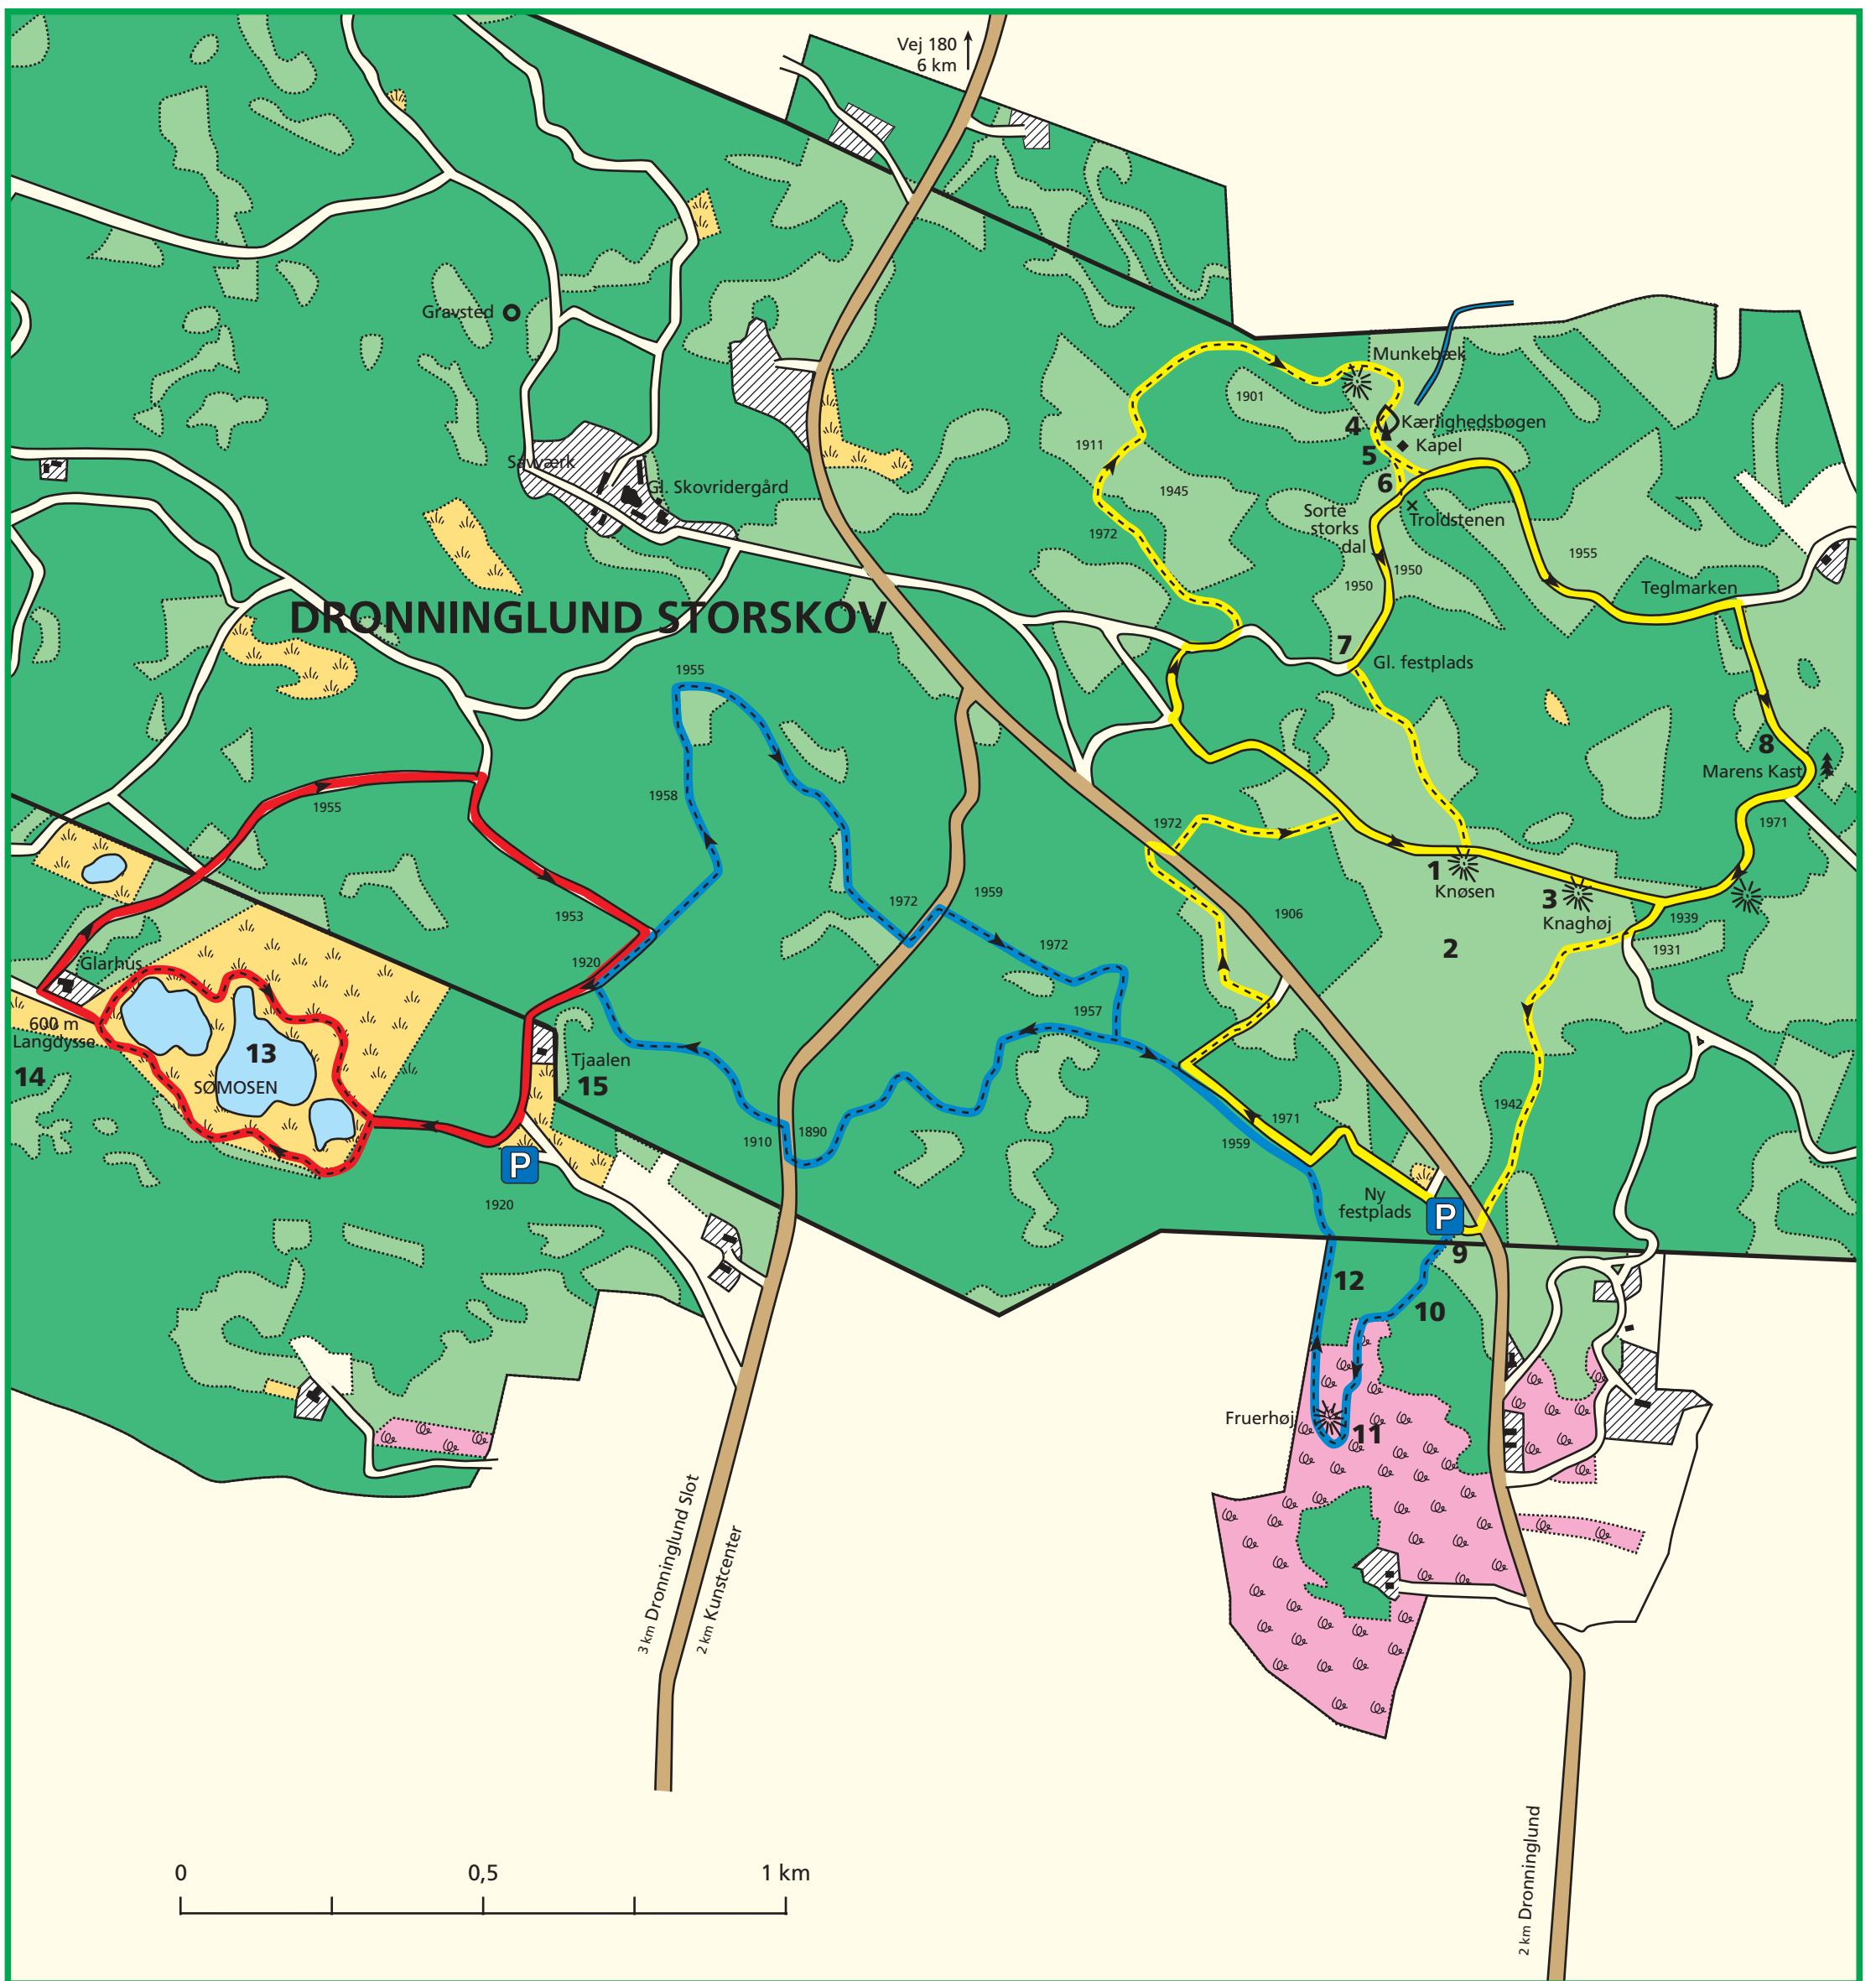 Vej 180
6 km
Munkebæk
Gravsted
1901
4
Kærlighedsbøgen
1911
5
Kapel
Savværk
6
Gl. Skovridergård
1945
Sorte
storks
dal
Troldstenen
1972
1955
1950
1950
Teglmarken
DRONNINGLUND STORSKOV
7
Gl. festplads
1955
8
Marens Kast
1958
1955
1972
1971
1
Knøsen
3
Knaghøj
1959
1972
1953
1906
1939
1972
2
1931
Glarhus
1920
600 m
Langdysse
1957
13
14
SØMOSEN
Tjaalen
15
1942
1971
1910
1890
1959
P
1920
Ny
festplads
P
9
12
10
Fruerhøj
11
3 km Dronninglund Slot
2 km Kunstcenter
2 km Dronninglund
0
0,5
1 km